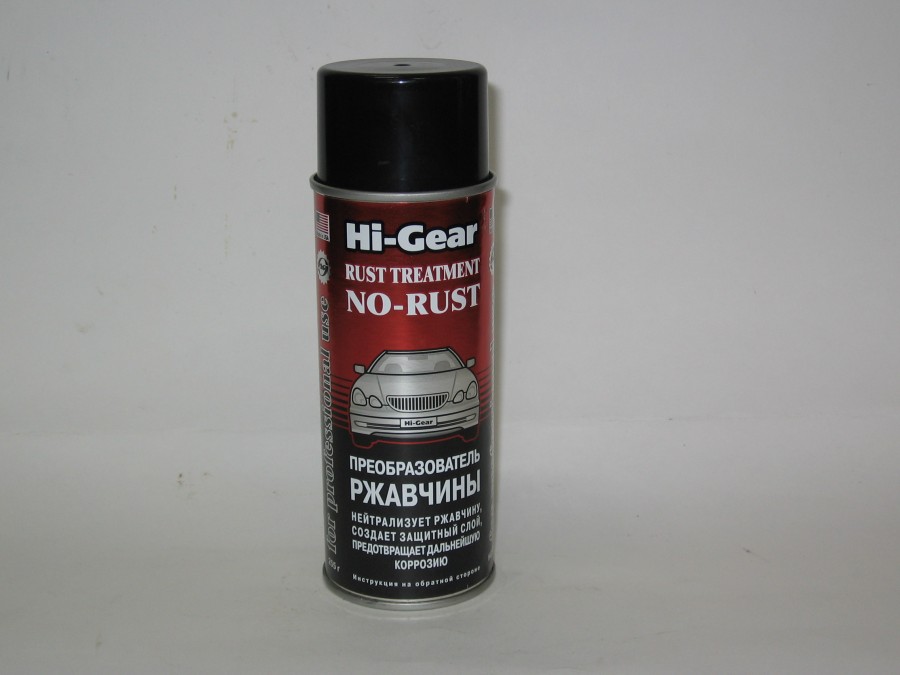 Hi-Gear
RUST TREATMENT
NO-RUST
for professional use
Hi-Gear
ПРЕОБРАЗОВАТЕЛЬ
РЖАВЧИНЫ
НЕЙТРАЛИЗУЕТ РЖАВЧИНУ,
СОЗДАЕТ ЗАЩИТНЫЙ СЛОЙ,
ПРЕДОТВРАЩАЕТ ДАЛЬНЕЙШУЮ
КОРРОЗИЮ
Инструкция на обратной стороне